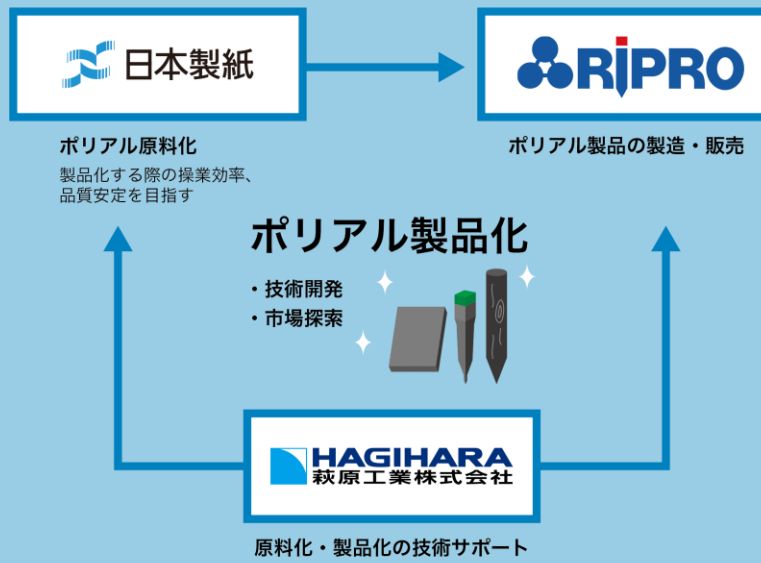 日本製紙
RiPRO
ポリアル原料化
製品化する際の操業効率、
品質安定を目指す
ポリアル製品の製造・販売
ポリアル製品化
・技術開発
・市場探索
HAGIHARA
萩原工業株式会社
原料化・製品化の技術サポート